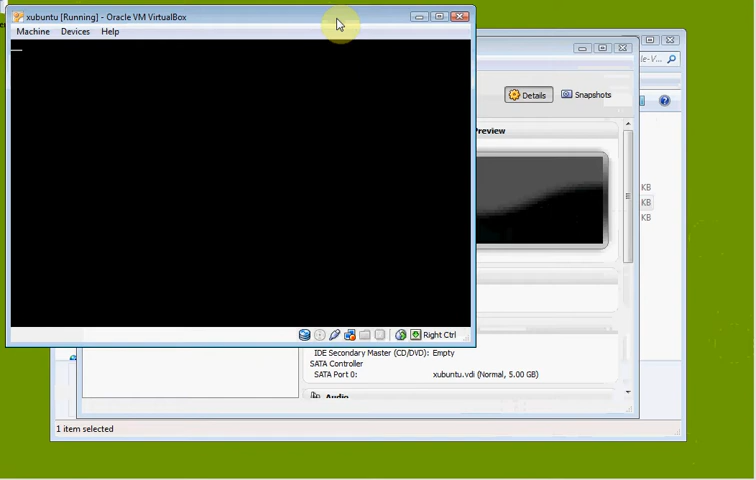 xubuntu [Running] - Oracle VM VirtualBox
Machine Devices Help
Details Snapshots
Preview
KB
KB
KB
Right Ctrl
IDE Secondary Master (CD/DVD): Empty
SATA Controller
SATA Port 0: xubuntu.vdi (Normal, 5.00 GB)
Audio
1 item selected